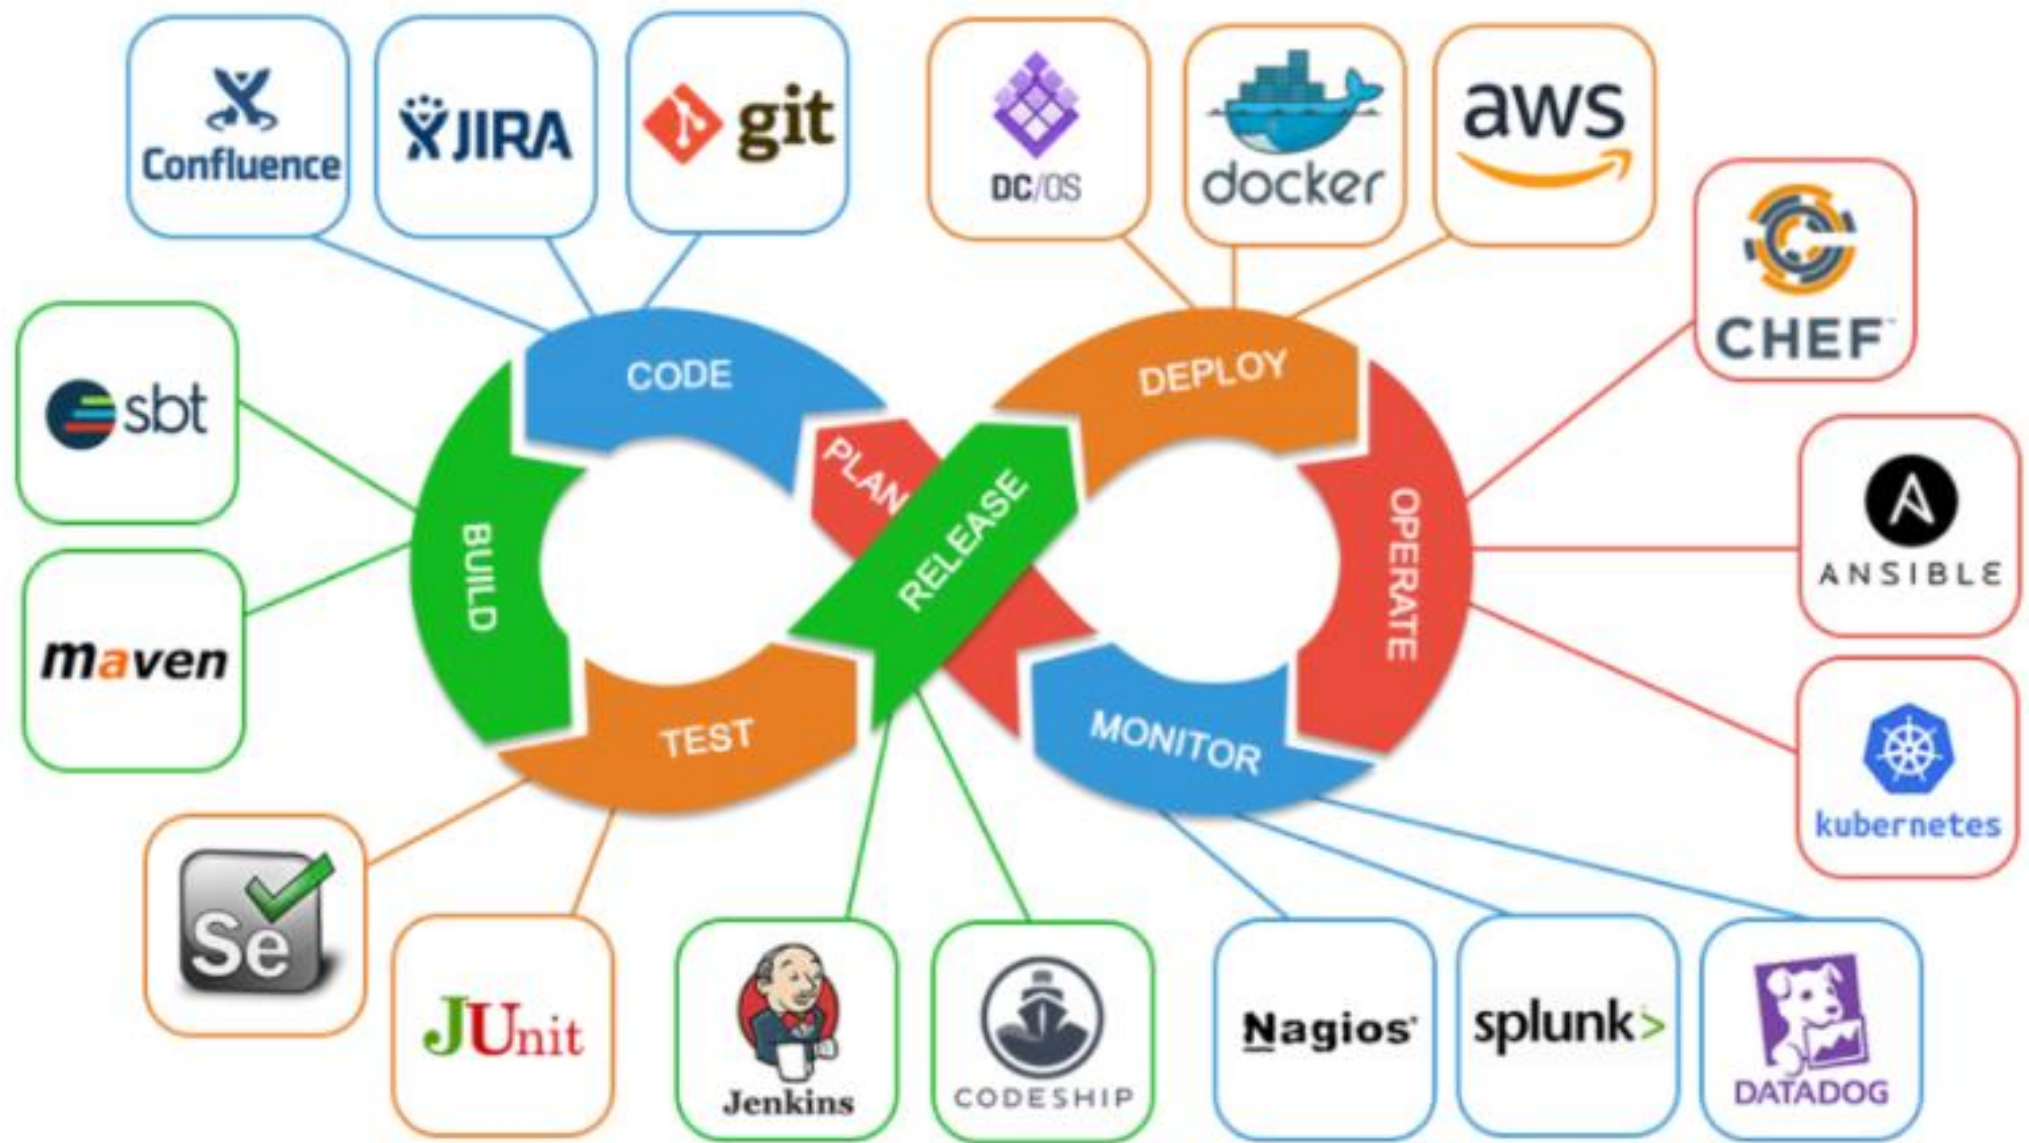 Confluence
JIRA
git
DC/OS
docker
aws
CHEF™
sbt
CODE
DEPLOY
PLAN
RELEASE
BUILD
OPERATE
ANSIBLE
maven
TEST
MONITOR
kubernetes
Se
JUnit
Jenkins
CODESHIP
Nagios®
splunk>
DATADOG